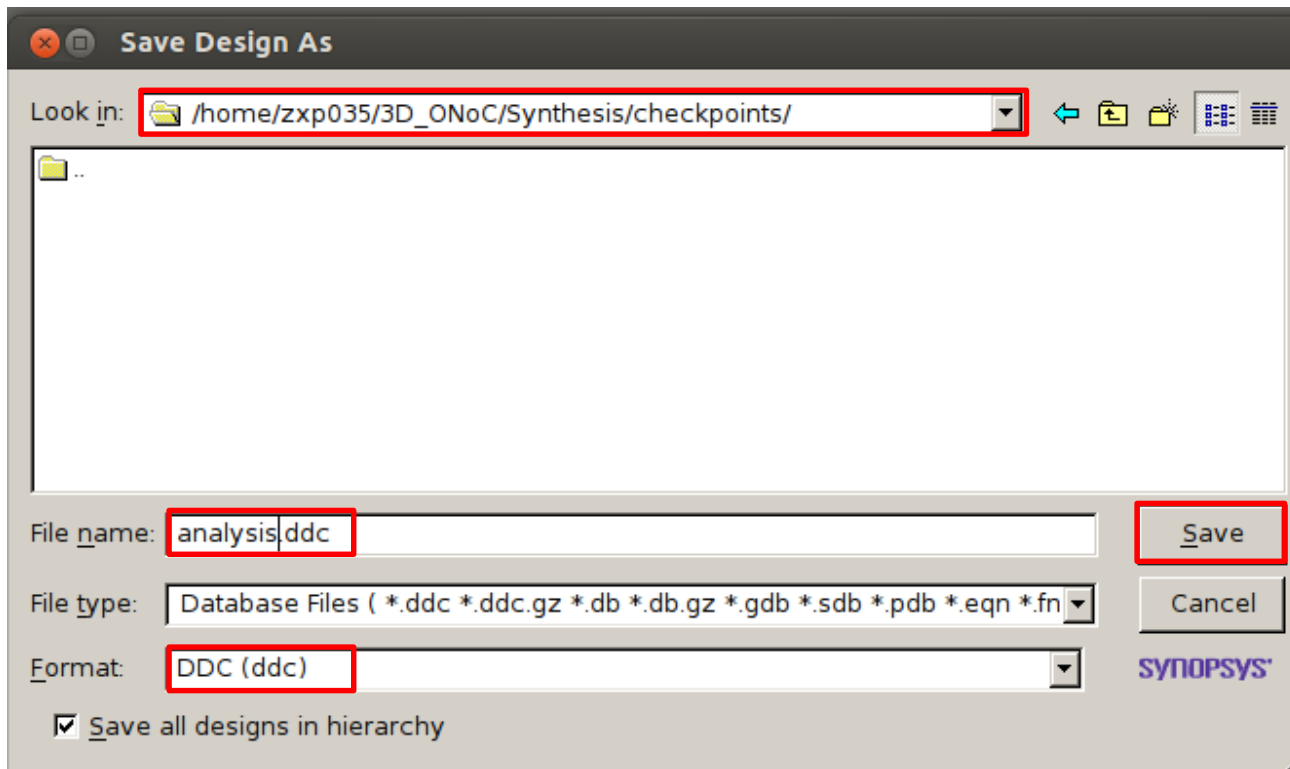 Save Design As
Look in: /home/zxp035/3D_ONoC/Synthesis/checkpoints/
..
File name: analysis.ddc Save
File type: Database Files ( *.ddc *.ddc.gz *.db *.db.gz *.gdb *.sdb *.pdb *.eqn *.fn Cancel
Format: DDC (ddc) SYNOPSYS
Save all designs in hierarchy